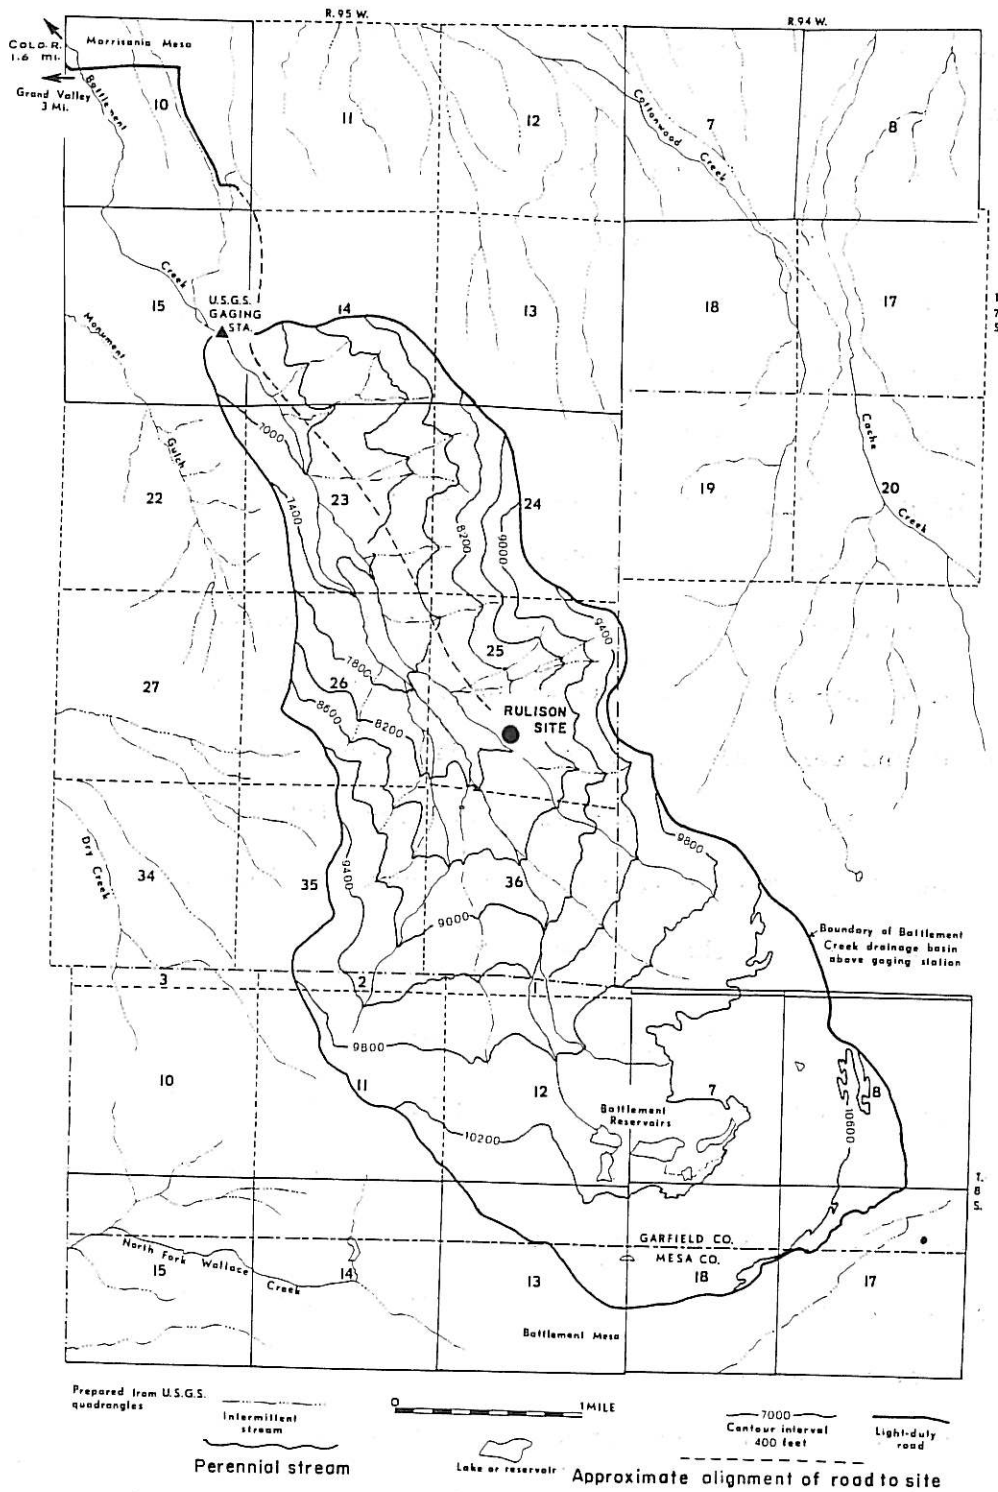 R. 95 W.
R. 94 W.
COLO. R.
1.6 MI.
Morrisania Mesa
Grand Valley
3 Mi.
Battlement
10
11
12
Cottonwood
Creek
7
8
Creek
15
U.S.G.S.
GAGING
STA.
14
13
18
17
T.
7
S.
Monument
Gulch
7000
22
7400
23
8200
9000
24
19
Cache
20
Creek
27
7800
26
8600
8200
25
9400
RULISON
SITE
Dry
Creek
34
35
9400
36
9000
9800
Boundary of Battlement
Creek drainage basin
above gaging station
3
2
1
9800
10
11
12
7
8
Battlement
Reservoirs
10600
10200
T.
8
S.
GARFIELD CO.
MESA CO.
North Fork Wallace
Creek
15
14
13
18
17
Battlement Mesa
Prepared from U.S.G.S.
quadrangles
Intermittent
stream
Perennial stream
0 1 MILE
Lake or reservoir
7000
Contour interval
400 feet
Light-duty
road
Approximate alignment of road to site